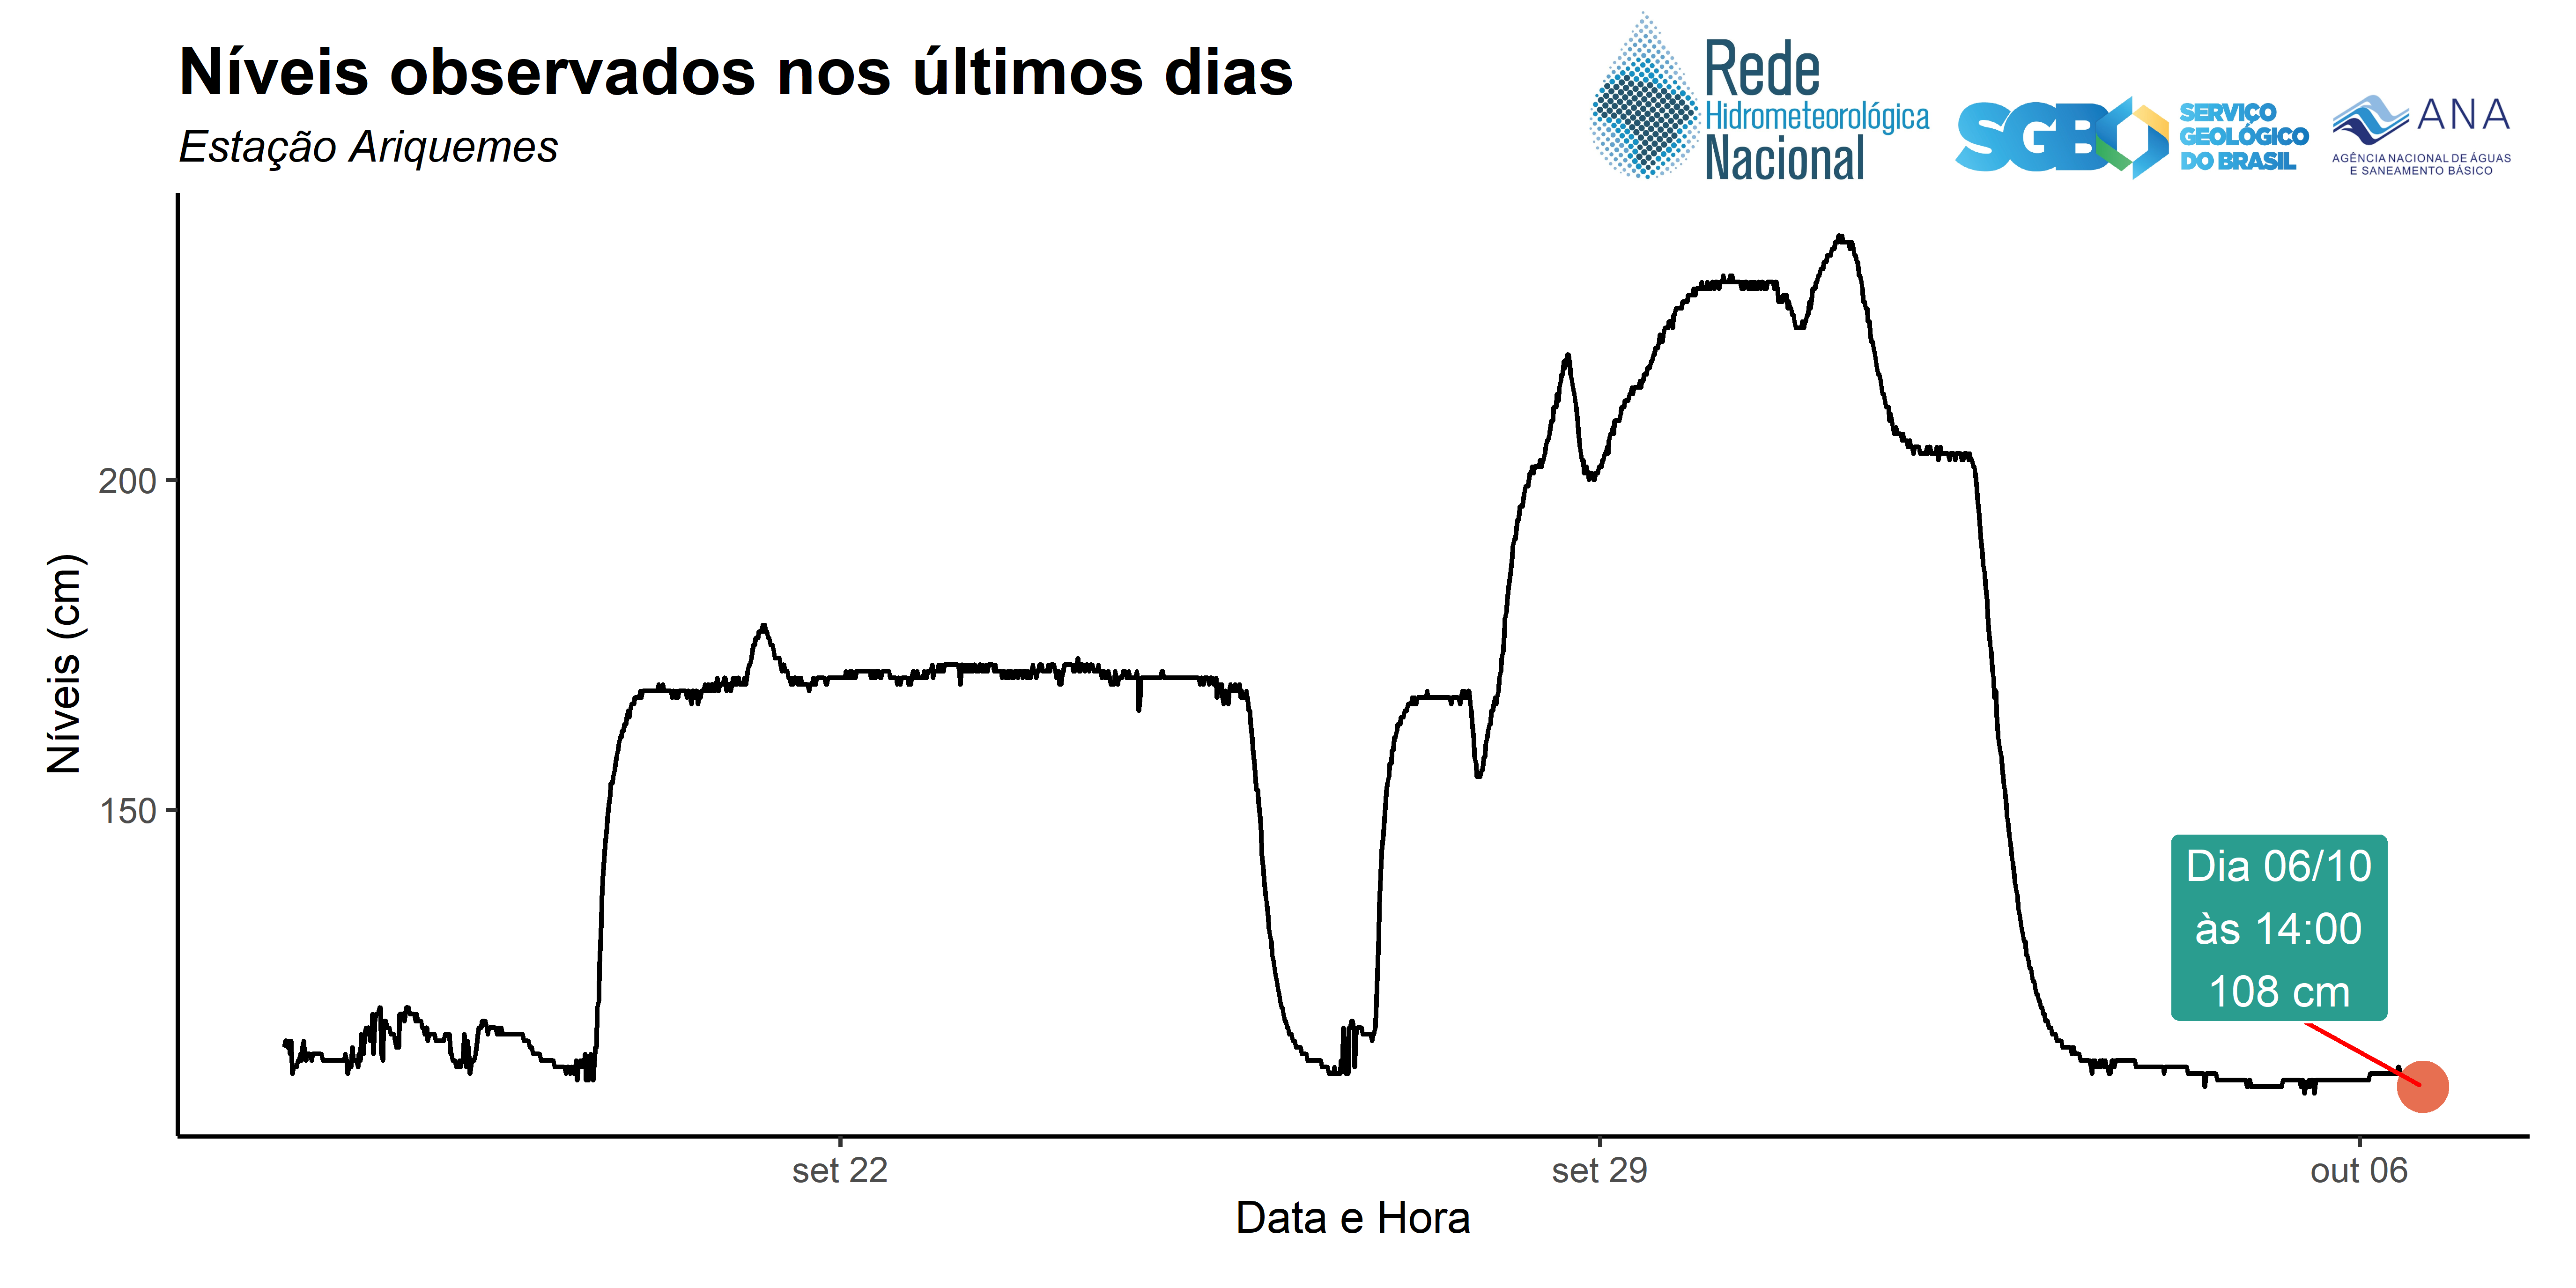 Níveis observados nos últimos dias
Estação Ariquemes
Rede
Hidrometeorológica
Nacional
SGB
SERVIÇO
GEOLÓGICO
DO BRASIL
ANA
AGÊNCIA NACIONAL DE ÁGUAS
E SANEAMENTO BÁSICO
Níveis (cm)
200
150
Dia 06/10
às 14:00
108 cm
set 22
set 29
out 06
Data e Hora